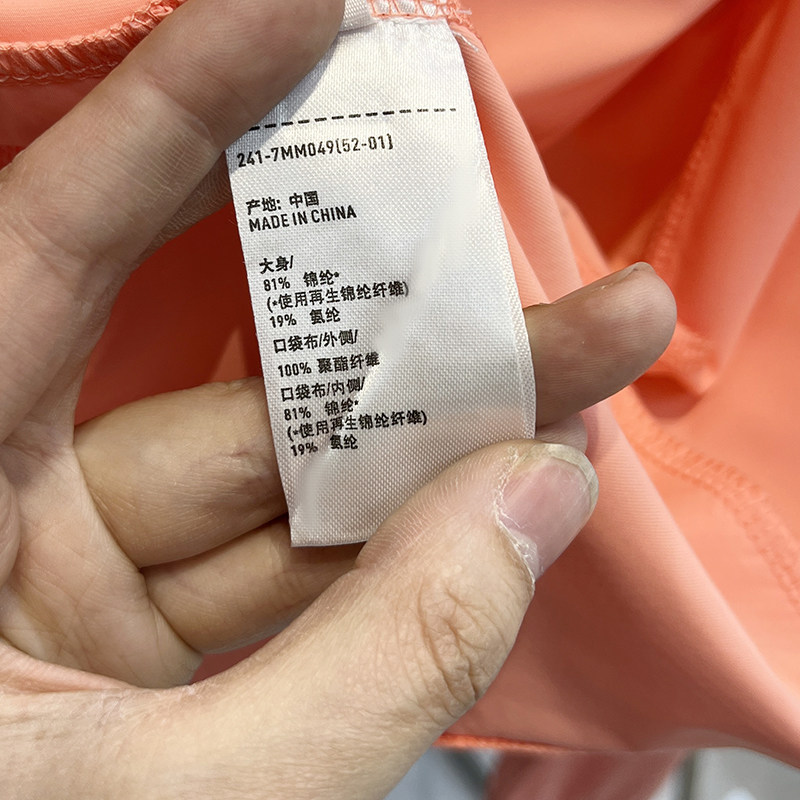 241-7MM049(52-01)
产地: 中国
MADE IN CHINA
大身/
81% 锦纶*
(*使用再生锦纶纤维)
19% 氨纶
口袋布/外侧/
100% 聚酯纤维
口袋布/内侧/
81% 锦纶*
(*使用再生锦纶纤维)
19% 氨纶